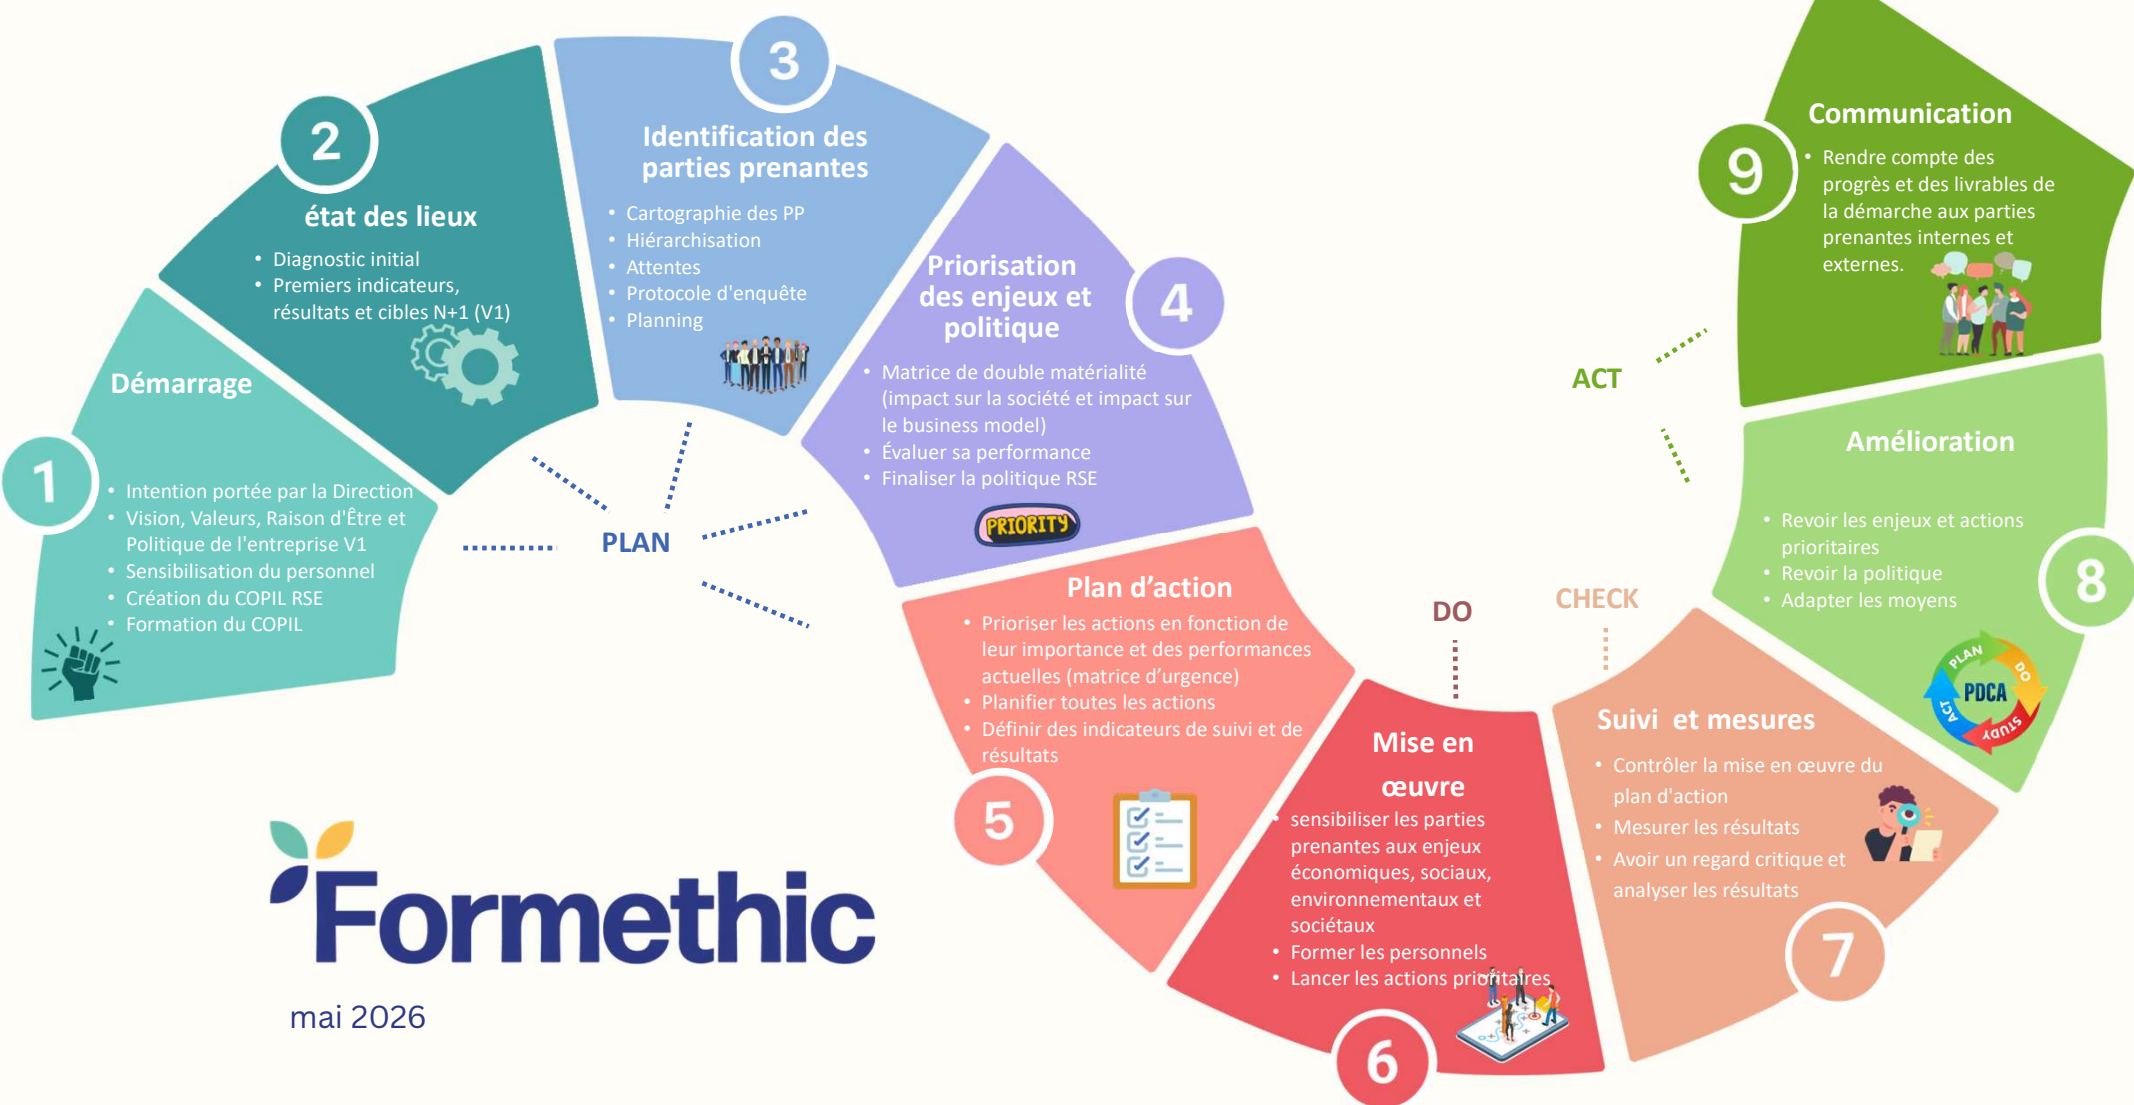 1
Démarrage
• Intention portée par la Direction
• Vision, Valeurs, Raison d'Être et
Politique de l'entreprise V1
• Sensibilisation du personnel
• Création du COPIL RSE
• Formation du COPIL
2
état des lieux
• Diagnostic initial
• Premiers indicateurs,
résultats et cibles N+1 (V1)
3
Identification des
parties prenantes
• Cartographie des PP
• Hiérarchisation
• Attentes
• Protocole d'enquête
• Planning
4
Priorisation
des enjeux et
politique
• Matrice de double matérialité
(impact sur la société et impact sur
le business model)
• Évaluer sa performance
• Finaliser la politique RSE
PRIORITY
PLAN
5
Plan d’action
• Prioriser les actions en fonction de
leur importance et des performances
actuelles (matrice d’urgence)
• Planifier toutes les actions
• Définir des indicateurs de suivi et de
résultats
DO
6
Mise en
œuvre
• sensibiliser les parties
prenantes aux enjeux
économiques, sociaux,
environnementaux et
sociétaux
• Former les personnels
• Lancer les actions prioritaires
CHECK
7
Suivi et mesures
• Contrôler la mise en œuvre du
plan d'action
• Mesurer les résultats
• Avoir un regard critique et
analyser les résultats
ACT
8
Amélioration
• Revoir les enjeux et actions
prioritaires
• Revoir la politique
• Adapter les moyens
PLAN
DO
STUDY
ACT
PDCA
9
Communication
• Rendre compte des
progrès et des livrables de
la démarche aux parties
prenantes internes et
externes.
Formethic
mai 2026